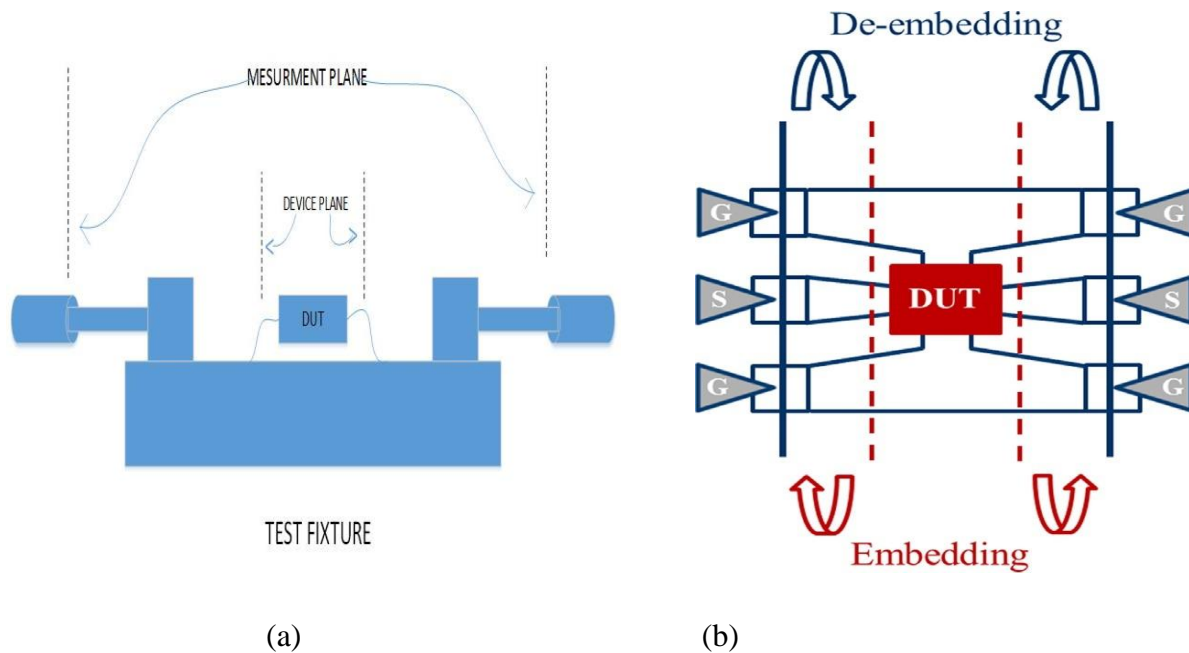 MESURMENT PLANE
DEVICE PLANE
DUT
TEST FIXTURE
(a)
De-embedding
G
G
S
DUT
S
G
G
Embedding
(b)